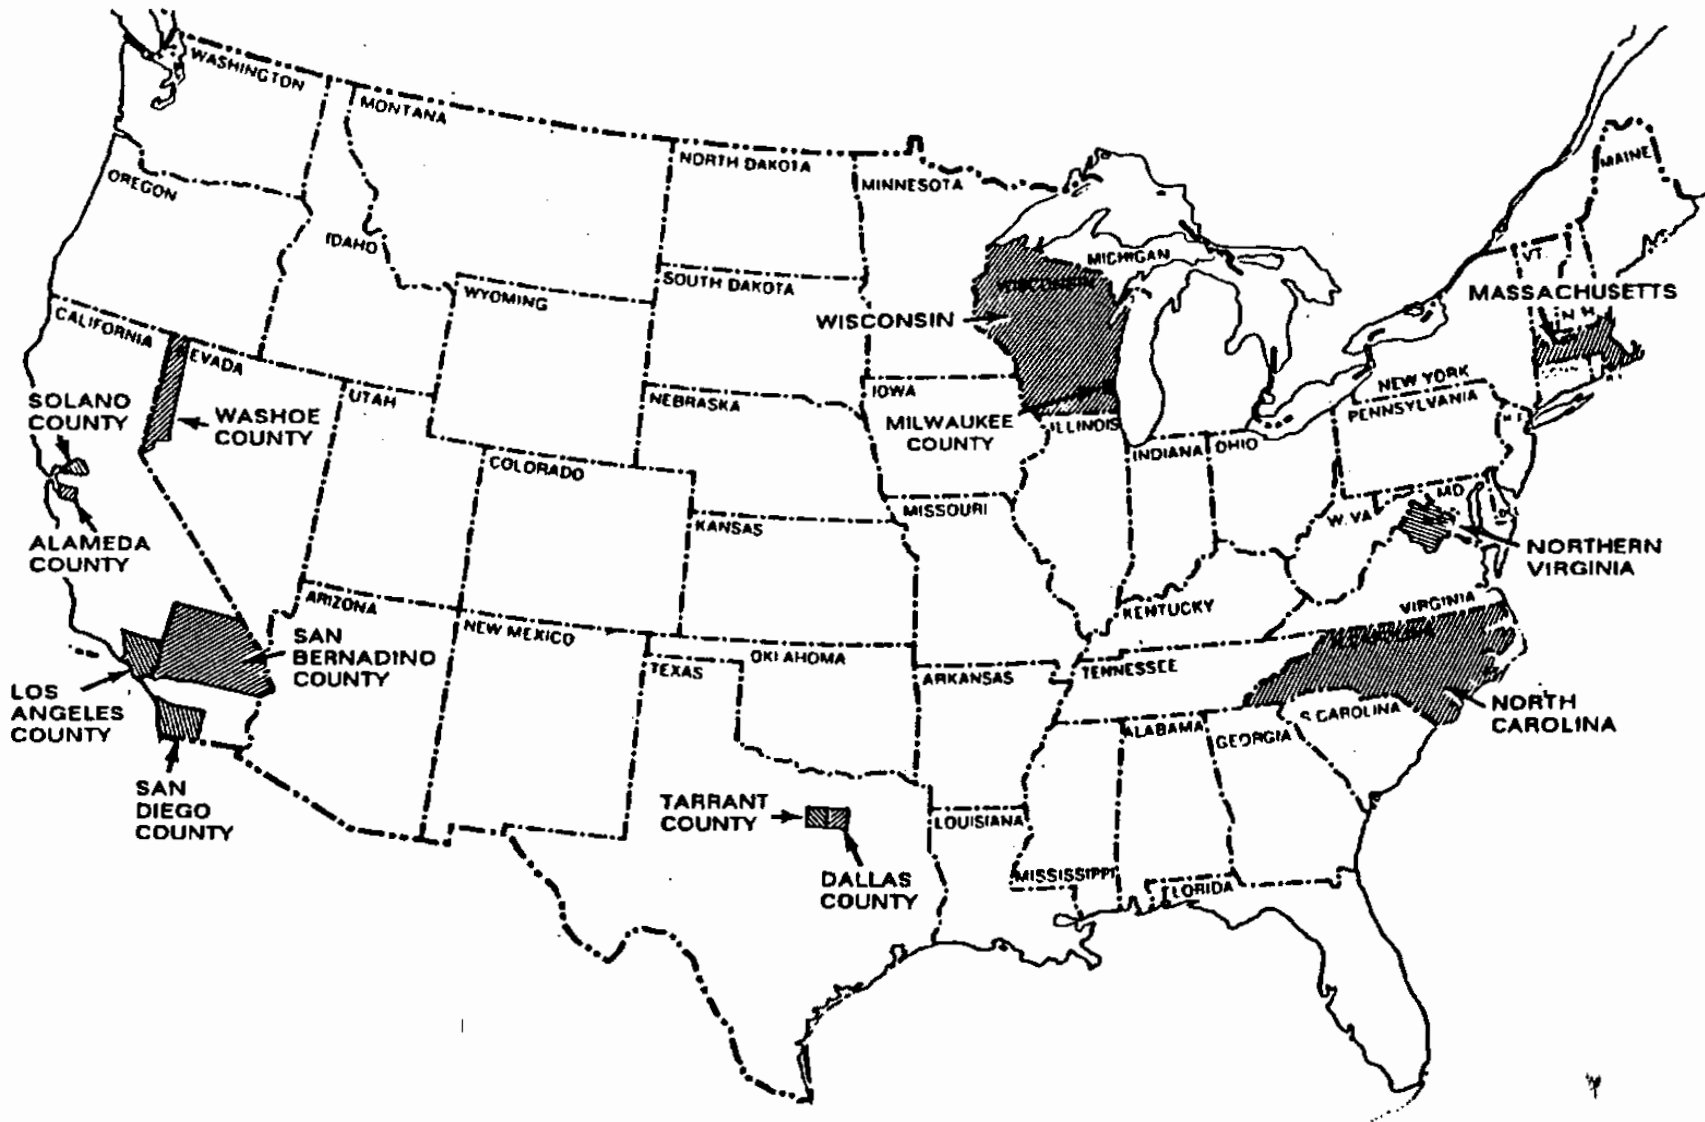 WASHINGTON
MONTANA
NORTH DAKOTA
MINNESOTA
MAINE
OREGON
IDAHO
VT.
MICHIGAN
WYOMING
SOUTH DAKOTA
WISCONSIN
MASSACHUSETTS
N.H.
CALIFORNIA
WISCONSIN
EVADA
SOLANO
COUNTY
WASHOE
COUNTY
UTAH
NEBRASKA
IOWA
NEW YORK
PENNSYLVANIA
R.I.
MILWAUKEE
COUNTY
ILLINOIS
INDIANA
OHIO
COLORADO
MISSOURI
MD.
W. VA
KANSAS
ALAMEDA
COUNTY
NORTHERN
VIRGINIA
ARIZONA
KENTUCKY
VIRGINIA
NEW MEXICO
N. CAROLINA
SAN
BERNADINO
COUNTY
OKLAHOMA
TEXAS
ARKANSAS
TENNESSEE
LOS
ANGELES
COUNTY
S. CAROLINA
NORTH
CAROLINA
ALABAMA
GEORGIA
SAN
DIEGO
COUNTY
TARRANT
COUNTY
LOUISIANA
DALLAS
COUNTY
MISSISSIPPI
FLORIDA